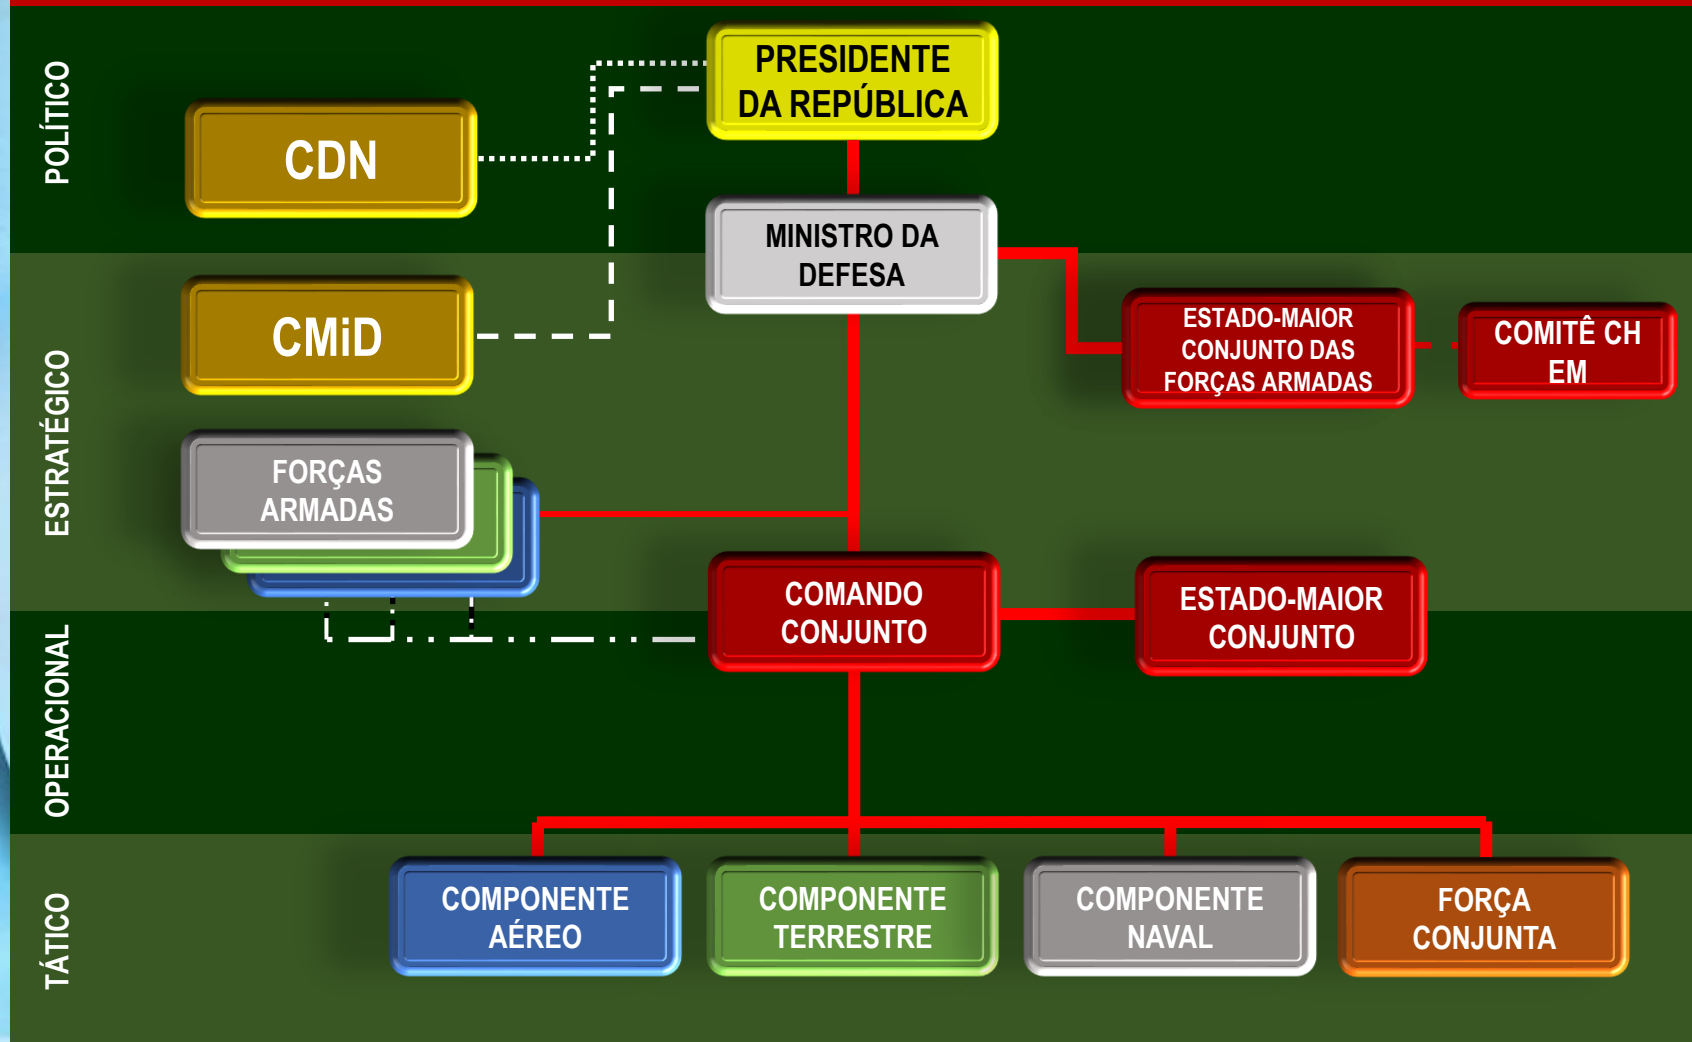 POLÍTICO
PRESIDENTE
DA REPÚBLICA
CDN
MINISTRO DA
DEFESA
ESTRATÉGICO
CMiD
ESTADO-MAIOR
CONJUNTO DAS
FORÇAS ARMADAS
COMITÊ CH
EM
FORÇAS
ARMADAS
COMANDO
CONJUNTO
ESTADO-MAIOR
CONJUNTO
OPERACIONAL
TÁTICO
COMPONENTE
AÉREO
COMPONENTE
TERRESTRE
COMPONENTE
NAVAL
FORÇA
CONJUNTA